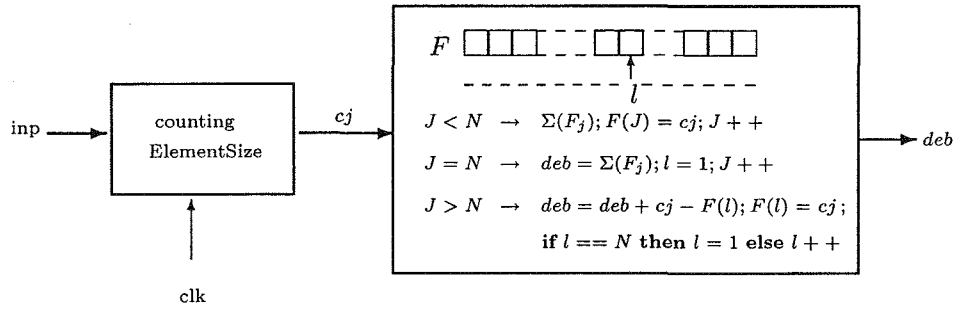 F
l
inp
counting
ElementSize
cj
clk
J < N → Σ(F_j); F(J) = cj; J + +
J = N → deb = Σ(F_j); l = 1; J + +
J > N → deb = deb + cj − F(l); F(l) = cj ;
if l == N then l = 1 else l + +
deb